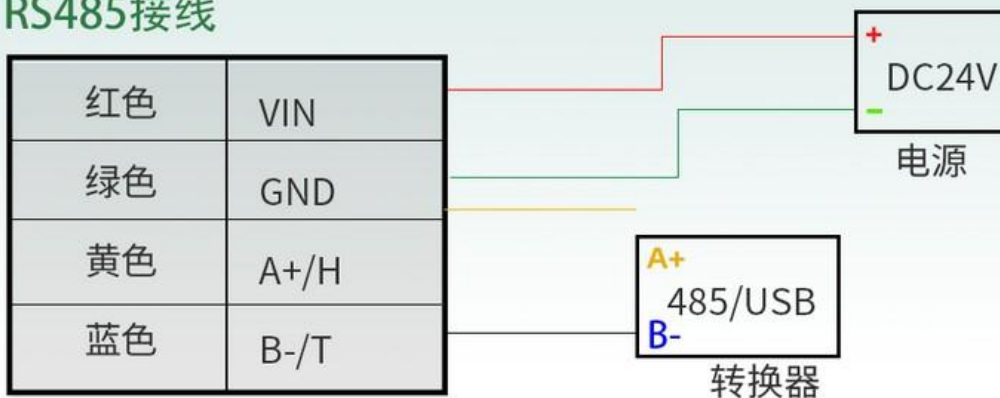 RS485接线
红色 VIN
绿色 GND
黄色 A+/H
蓝色 B-/T
+
DC24V
-
电源
A+
485/USB
B-
转换器